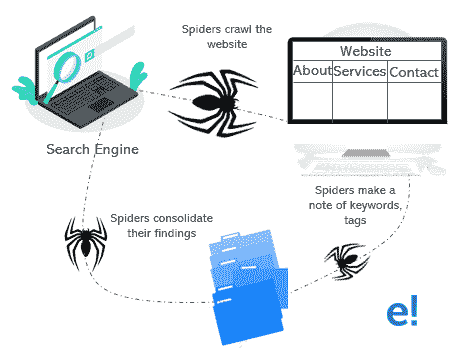 Spiders crawl the
website
Website
About Services Contact
Search Engine
Spiders make a
note of keywords,
tags
Spiders consolidate
their findings
e!